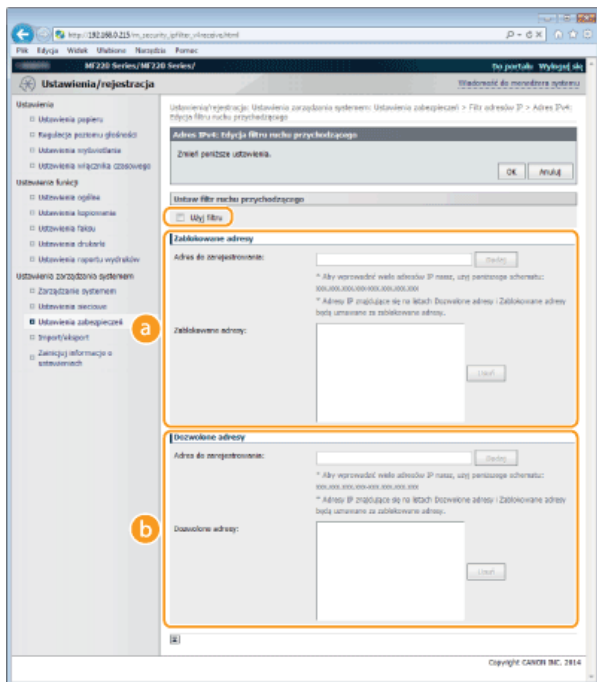 http://192.168.0.215/m_security_ipfilter_v4receive.html
Plik Edycja Widok Ulubione Narzędzia Pomoc
MF220 Series/MF220 Series/
Do portalu Wyloguj się
Ustawienia/rejestracja
Wiadomość do menedżera systemu
Ustawienia
Ustawienia papieru
Regulacja poziomu głośności
Ustawienia wyświetlania
Ustawienia włącznika czasowego
Ustawienia funkcji
Ustawienia ogólne
Ustawienia kopiowania
Ustawienia faksu
Ustawienia drukarki
Ustawienia raportu wydruków
Ustawienia zarządzania systemem
Zarządzanie systemem
Ustawienia sieciowe
Ustawienia zabezpieczeń
Import/eksport
Zainicjuj informacje o
ustawieniach
Ustawienia/rejestracja: Ustawienia zarządzania systemem: Ustawienia zabezpieczeń > Filtr adresów IP > Adres IPv4:
Edycja filtru ruchu przychodzącego
Adres IPv4: Edycja filtru ruchu przychodzącego
Zmień poniższe ustawienia.
OK Anuluj
Ustaw filtr ruchu przychodzącego
Użyj filtru
a
Zablokowane adresy
Adres do zarejestrowania:
Dodaj
* Aby wprowadzić wiele adresów IP naraz, użyj poniższego schematu:
xxx.xxx.xxx.xxx-xxx.xxx.xxx.xxx
* Adresy IP znajdujące się na listach Dozwolone adresy i Zablokowane adresy
będą uznawane za zablokowane adresy.
Zablokowane adresy:
Usuń
b
Dozwolone adresy
Adres do zarejestrowania:
Dodaj
* Aby wprowadzić wiele adresów IP naraz, użyj poniższego schematu:
xxx.xxx.xxx.xxx-xxx.xxx.xxx.xxx
* Adresy IP znajdujące się na listach Dozwolone adresy i Zablokowane adresy
będą uznawane za zablokowane adresy.
Dozwolone adresy:
Usuń
Copyright CANON INC. 2014